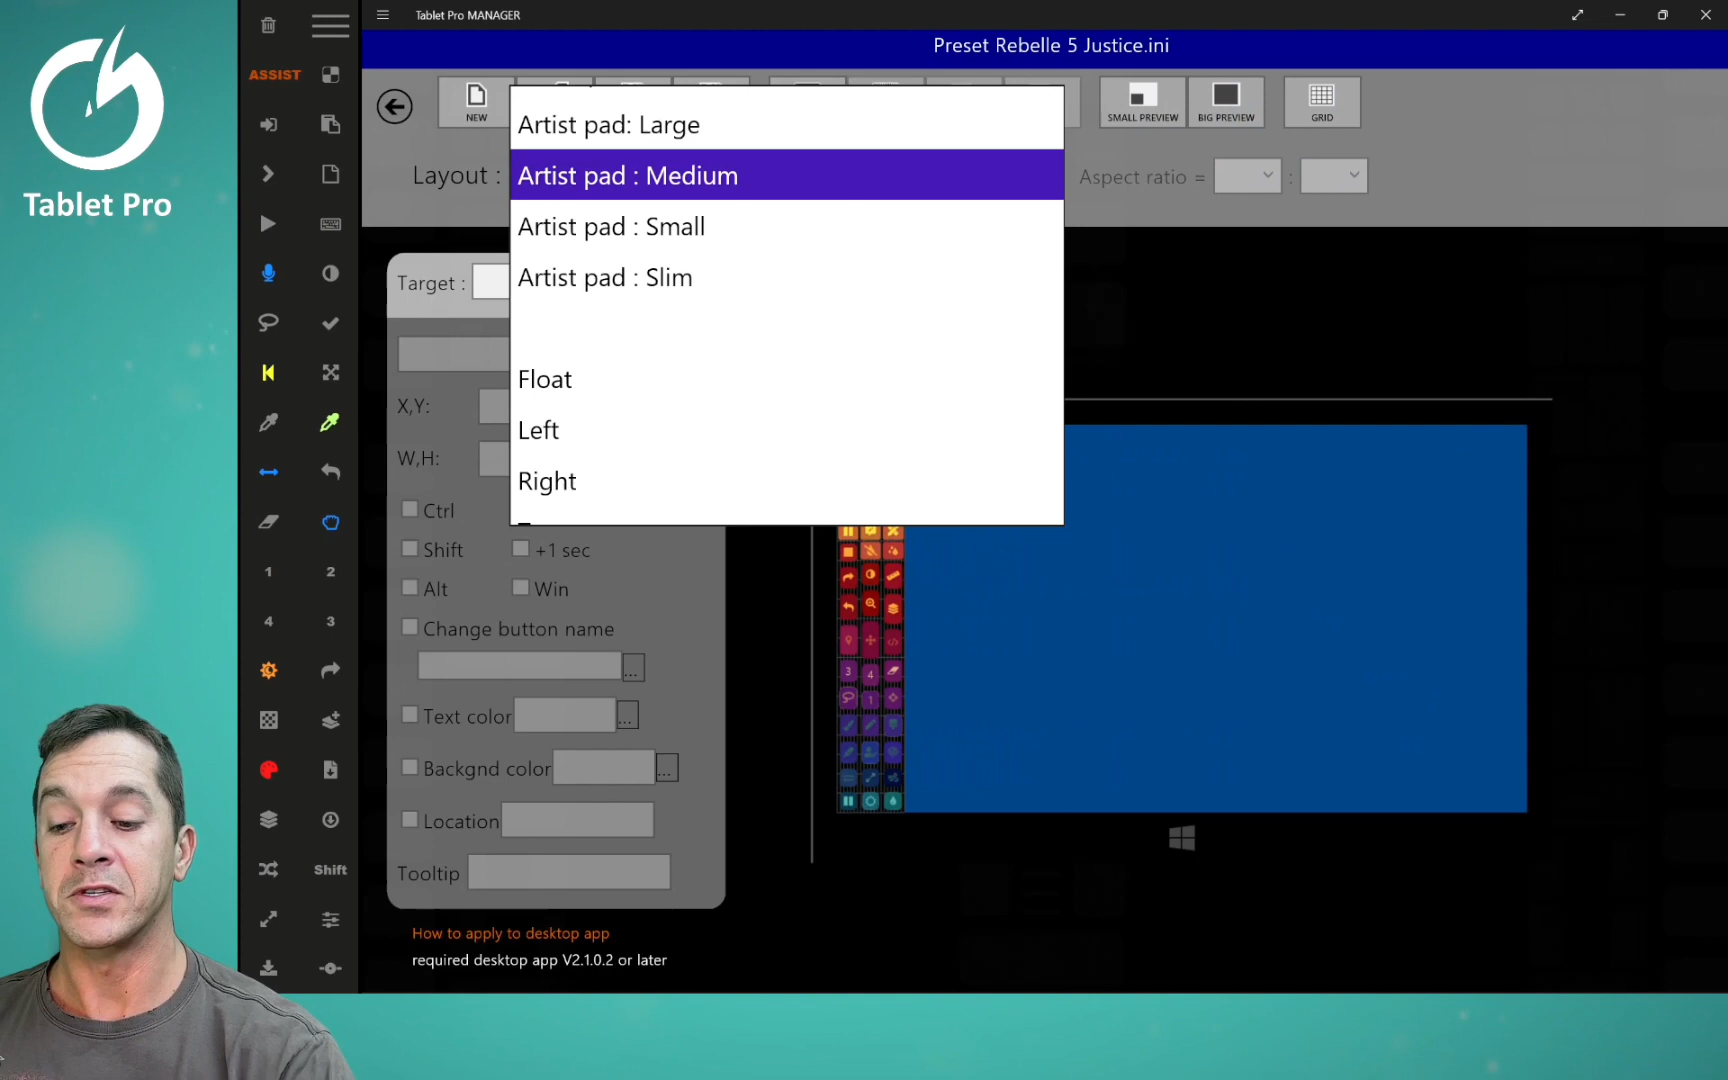 Tablet Pro
ASSIST
1
2
4
3
Shift
Tablet Pro MANAGER
Preset Rebelle 5 Justice.ini
NEW
SMALL PREVIEW
BIG PREVIEW
GRID
Layout :
Aspect ratio =
:
Artist pad: Large
Artist pad : Medium
Artist pad : Small
Artist pad : Slim
Float
Left
Right
Target :
X,Y:
W,H:
Ctrl
Shift
+1 sec
Alt
Win
Change button name
...
Text color
...
Backgnd color
...
Location
Tooltip
How to apply to desktop app
required desktop app V2.1.0.2 or later
3
4
1